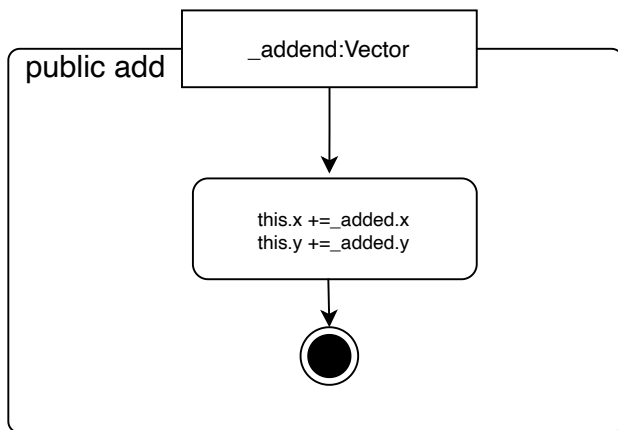 _addend:Vector
public add
this.x +=_added.x
this.y +=_added.y